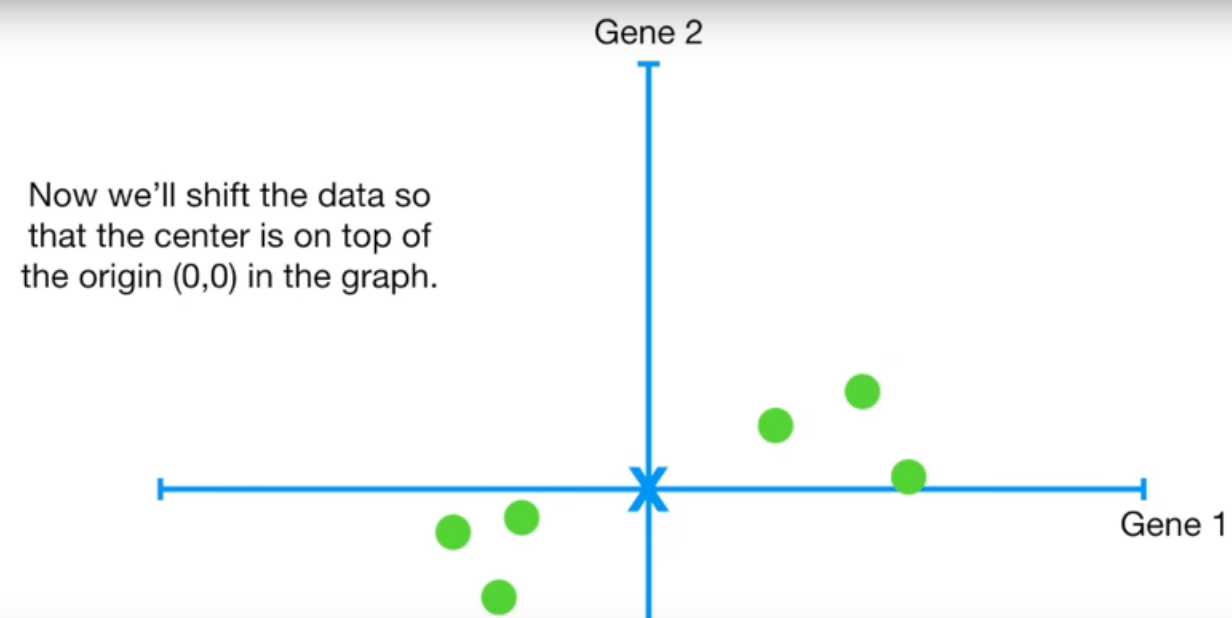 Gene 2
Now we'll shift the data so
that the center is on top of
the origin (0,0) in the graph.
Gene 1